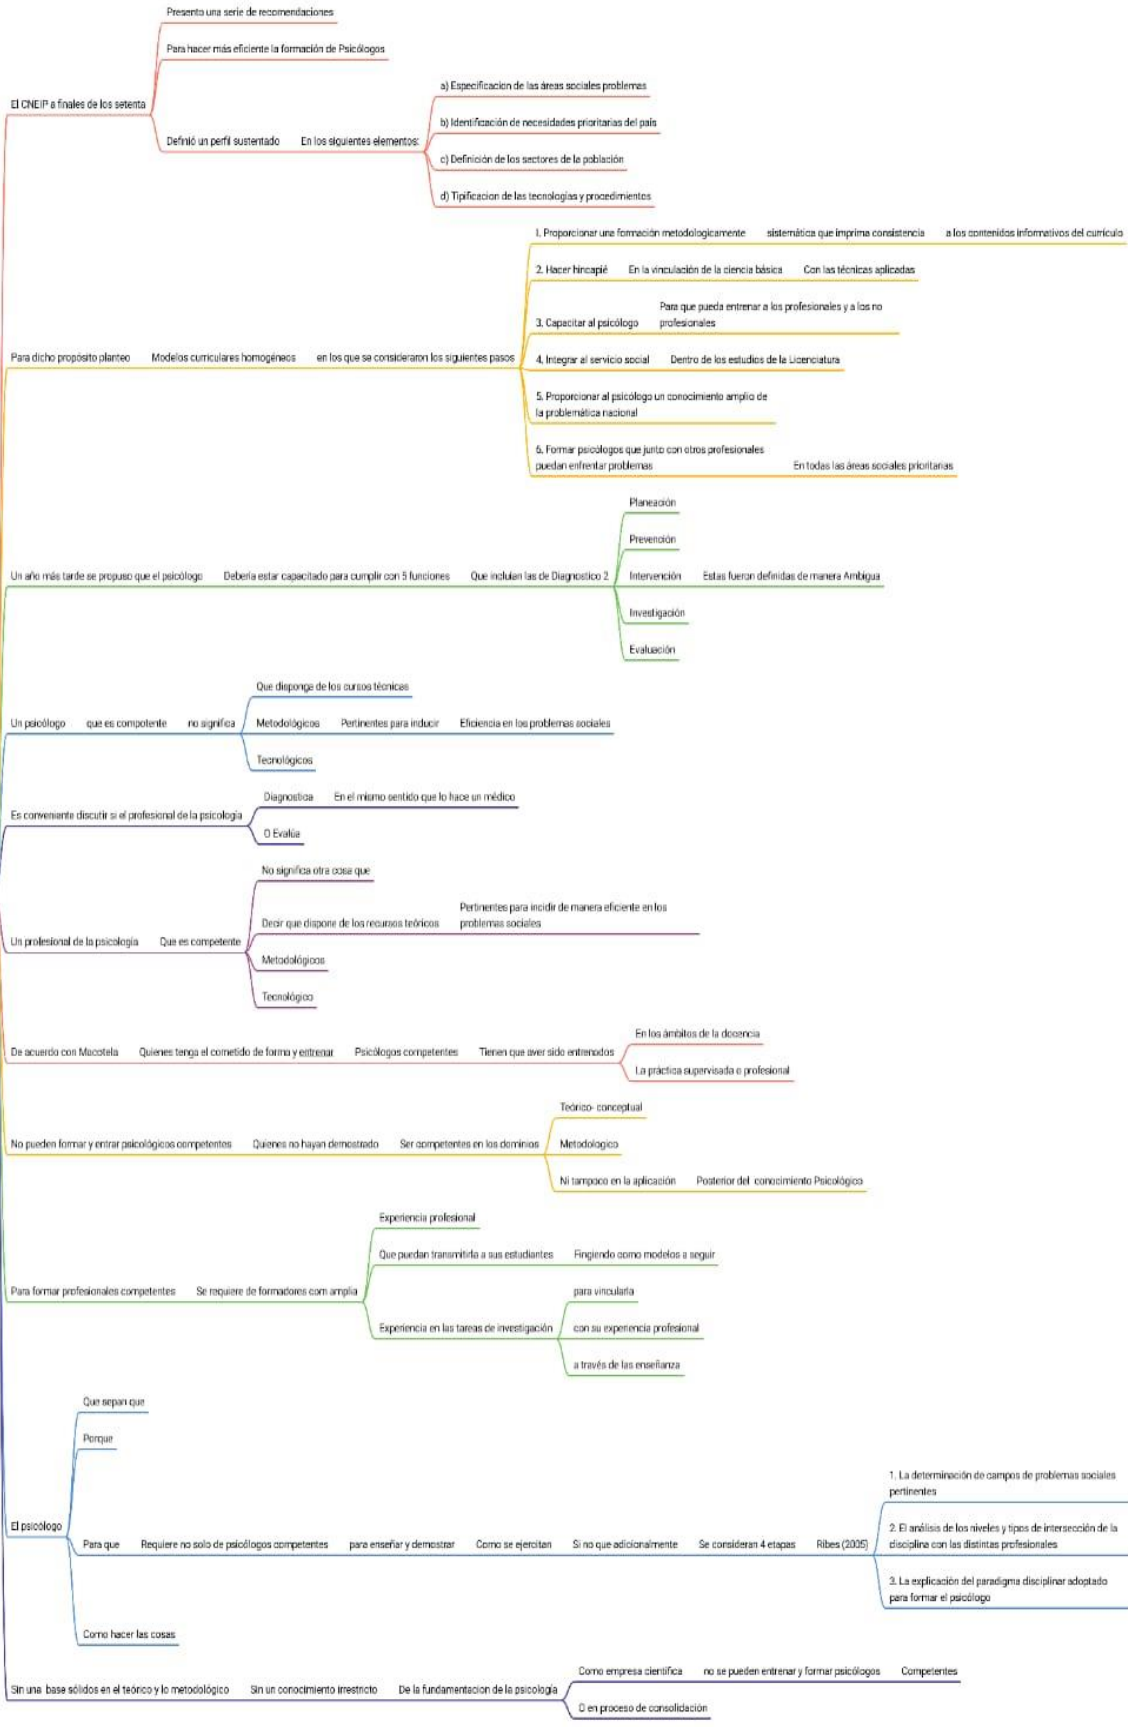 Presento una serie de recomendaciones
Para hacer más eficiente la formación de Psicólogos
El CNEIP a finales de los setenta
Definió un perfil sustentado
En los siguientes elementos:
a) Especificacion de las áreas sociales problemas
b) Identificación de necesidades prioritarias del país
c) Definición de los sectores de la población
d) Tipificacion de las tecnologías y procedimientos
Para dicho propósito planteo
Modelos curriculares homogéneos
en los que se consideraron los siguientes pasos
1. Proporcionar una formación metodologicamente
sistemática que imprima consistencia
a los contenidos informativos del currículo
2. Hacer hincapié
En la vinculación de la ciencia básica
Con las técnicas aplicadas
3. Capacitar al psicólogo
Para que pueda entrenar a los profesionales y a los no
profesionales
4. Integrar al servicio social
Dentro de los estudios de la Licenciatura
5. Proporcionar al psicólogo un conocimiento amplio de
la problemática nacional
6. Formar psicólogos que junto con otros profesionales
puedan enfrentar problemas
En todas las áreas sociales prioritarias
Un año más tarde se propuso que el psicólogo
Debería estar capacitado para cumplir con 5 funciones
Que incluían las de Diagnostico 2
Planeación
Prevención
Intervención
Estas fueron definidas de manera Ambigua
Investigación
Evaluación
Un psicólogo
que es competente
no significa
Que disponga de los cursos técnicas
Metodológicos
Pertinentes para inducir
Eficiencia en los problemas sociales
Tecnológicos
Es conveniente discutir si el profesional de la psicología
Diagnostica
En el mismo sentido que lo hace un médico
O Evalúa
Un profesional de la psicología
Que es competente
No significa otra cosa que
Decir que dispone de los recursos teóricos
Pertinentes para incidir de manera eficiente en los
problemas sociales
Metodológicos
Tecnológico
De acuerdo con Macotela
Quienes tenga el cometido de forma y entrenar
Psicólogos competentes
Tienen que aver sido entrenados
En los ámbitos de la docencia
La práctica supervisada o profesional
No pueden formar y entrar psicológicos competentes
Quienes no hayan demostrado
Ser competentes en los dominios
Teórico- conceptual
Metodologico
Ni tampoco en la aplicación
Posterior del conocimiento Psicológico
Para formar profesionales competentes
Se requiere de formadores com amplia
Experiencia profesional
Que puedan transmitirla a sus estudiantes
Fingiendo como modelos a seguir
Experiencia en las tareas de investigación
para vincularla
con su experiencia profesional
a través de las enseñanza
El psicólogo
Que sepan que
Porque
Para que
Requiere no solo de psicólogos competentes
para enseñar y demostrar
Como se ejercitan
Si no que adicionalmente
Se consideran 4 etapas
Ribes (2005)
1. La determinación de campos de problemas sociales
pertinentes
2. El análisis de los niveles y tipos de intersección de la
disciplina con las distintas profesionales
3. La explicación del paradigma disciplinar adoptado
para formar el psicólogo
Como hacer las cosas
Sin una base sólidos en el teórico y lo metodológico
Sin un conocimiento irrestricto
De la fundamentacion de la psicología
Como empresa científica
no se pueden entrenar y formar psicólogos
Competentes
O en proceso de consolidación